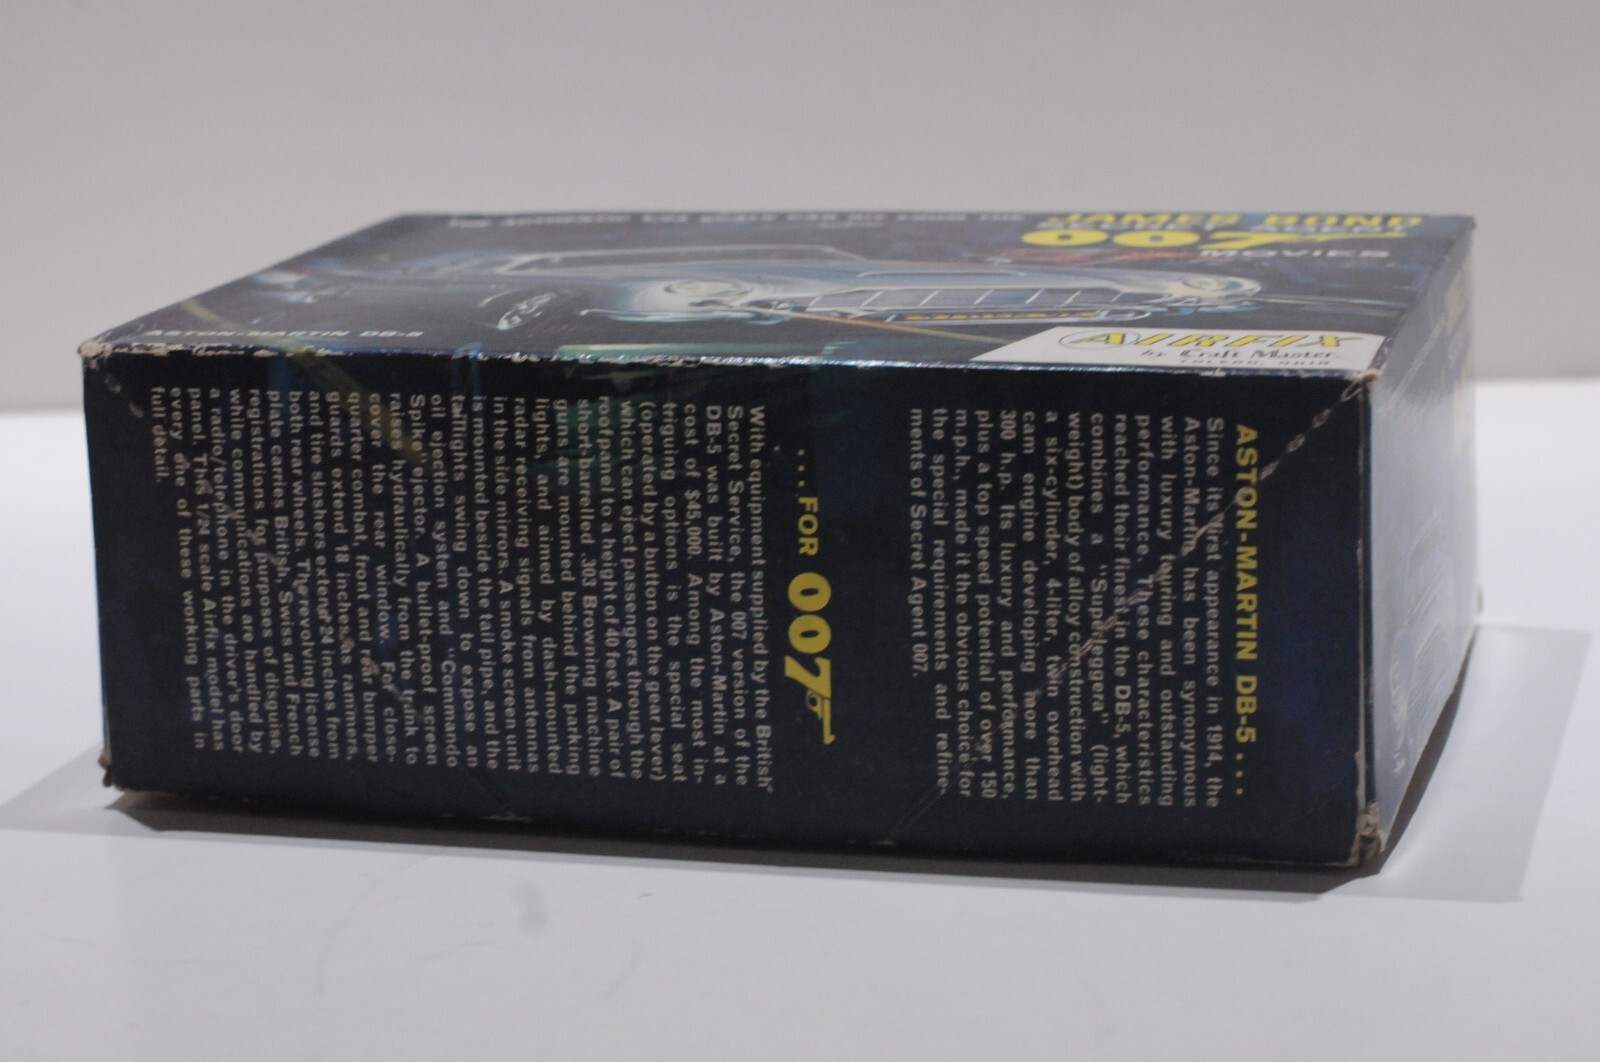 JAMES BOND
SECRET AGENT
007
MOVIES
ASTON-MARTIN DB-5
AIRFIX
by Craft Master
TOLEDO, OHIO
ASTON-MARTIN DB-5 . . .
Since its first appearance in 1914, the
Aston-Martin has been synonymous
with luxury touring and outstanding
performance. These characteristics
reached their finest in the DB-5, which
combines a "Superleggera" (light-
weight) body of alloy construction with
a six-cylinder, 4-liter, twin overhead
cam engine developing more than
300 h.p. Its luxury and performance,
plus a top speed potential of over 150
m.p.h., made it the obvious choice for
the special requirements and refine-
ments of Secret Agent 007.
. . . FOR 007
With equipment supplied by the British
Secret Service, the 007 version of the
DB-5 was built by Aston-Martin at a
cost of $45,000. Among the most in-
triguing options is the special seat
(operated by a button on the gear lever)
which can eject passengers through the
roof panel to a height of 40 feet. A pair of
short-barrelled .303 Browning machine
guns are mounted behind the parking
lights, and aimed by dash-mounted
radar receiving signals from antennas
in the side mirrors. A smoke screen unit
is mounted beside the tail pipe, and the
taillights swing down to expose an
oil ejection system and "Commando
Spike" ejector. A bullet-proof screen
raises hydraulically from the trunk to
cover the rear window. For close-
quarter combat, front and rear bumper
guards extend 18 inches as rammers,
and tire slashers extend 24 inches from
both rear wheels. The revolving license
plate carries British, Swiss and French
registrations for purposes of disguise,
while communications are handled by
a radio/telephone in the driver's door
panel. This 1/24 scale Airfix model has
every one of these working parts in
full detail.